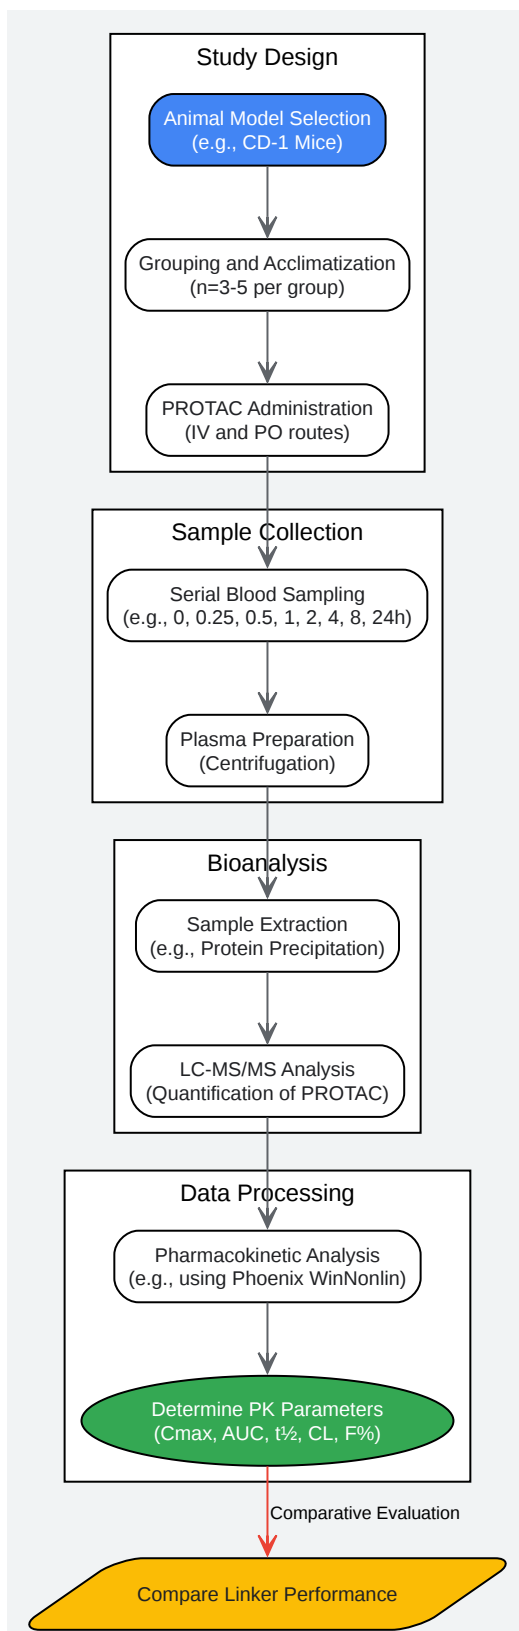 Study Design
Animal Model Selection
(e.g., CD-1 Mice)
Grouping and Acclimatization
(n=3-5 per group)
PROTAC Administration
(IV and PO routes)
Sample Collection
Serial Blood Sampling
(e.g., 0, 0.25, 0.5, 1, 2, 4, 8, 24h)
Plasma Preparation
(Centrifugation)
Bioanalysis
Sample Extraction
(e.g., Protein Precipitation)
LC-MS/MS Analysis
(Quantification of PROTAC)
Data Processing
Pharmacokinetic Analysis
(e.g., using Phoenix WinNonlin)
Determine PK Parameters
(Cmax, AUC, t½, CL, F%)
Comparative Evaluation
Compare Linker Performance